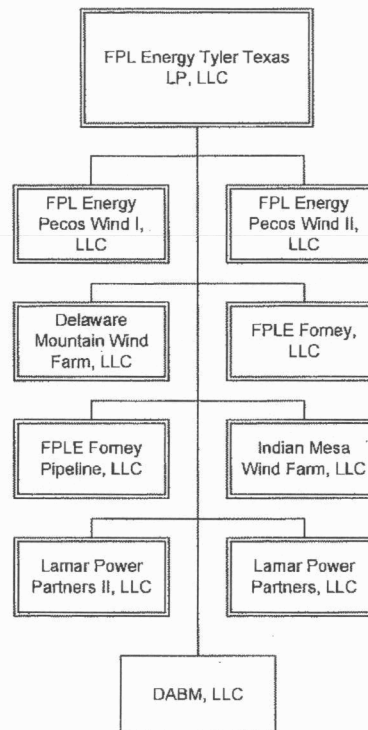 FPL Energy Tyler Texas
LP, LLC
FPL Energy
Pecos Wind I,
LLC
FPL Energy
Pecos Wind II,
LLC
Delaware
Mountain Wind
Farm, LLC
FPLE Forney,
LLC
FPLE Forney
Pipeline, LLC
Indian Mesa
Wind Farm, LLC
Lamar Power
Partners II, LLC
Lamar Power
Partners, LLC
DABM, LLC